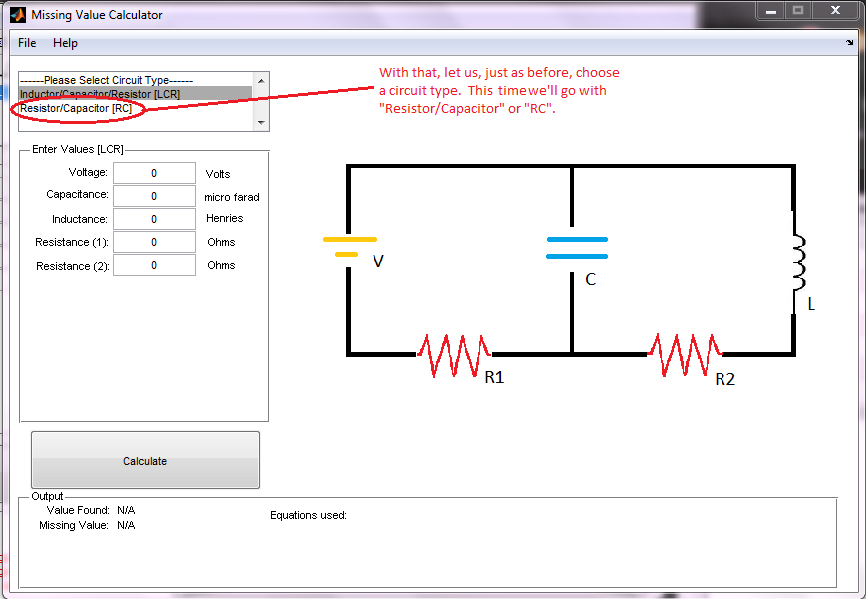 Missing Value Calculator
File Help
------Please Select Circuit Type------
Inductor/Capacitor/Resistor [LCR]
Resistor/Capacitor [RC]
With that, let us, just as before, choose
a circuit type. This time we'll go with
"Resistor/Capacitor" or "RC".
Enter Values [LCR]
Voltage: 0 Volts
Capacitance: 0 micro farad
Inductance: 0 Henries
Resistance (1): 0 Ohms
Resistance (2): 0 Ohms
V
C
L
R1
R2
Calculate
Output
Value Found: N/A
Missing Value: N/A
Equations used: